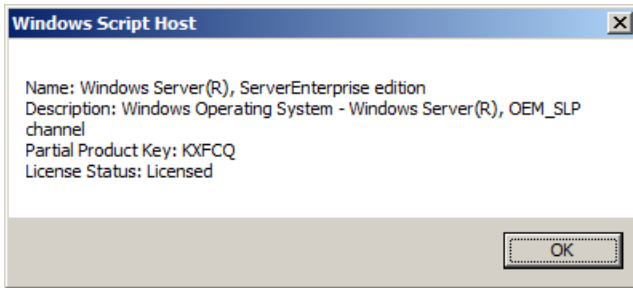 Windows Script Host
Name: Windows Server(R), ServerEnterprise edition
Description: Windows Operating System - Windows Server(R), OEM_SLP
channel
Partial Product Key: KXFCQ
License Status: Licensed
OK